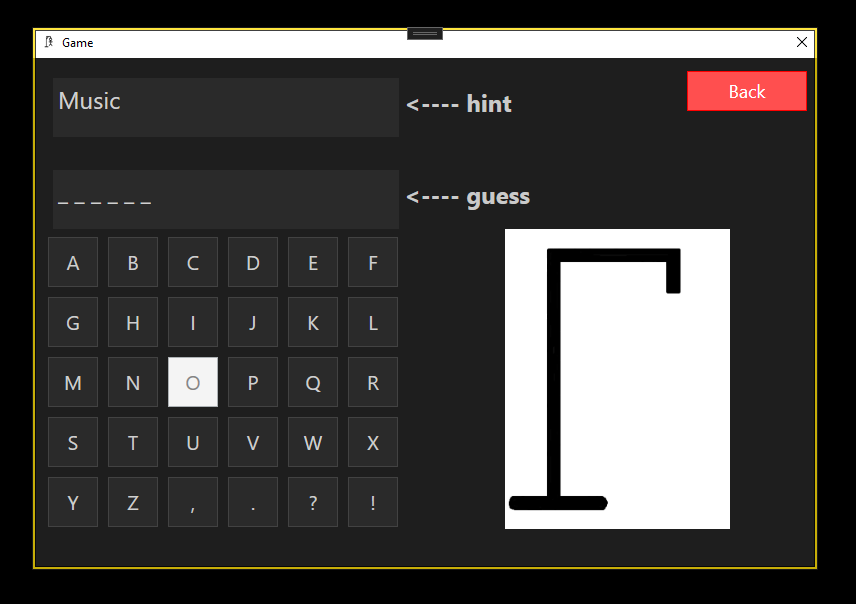 Game
Music
<---- hint
Back
_ _ _ _ _ _
<---- guess
A B C D E F
G H I J K L
M N O P Q R
S T U V W X
Y Z , . ? !